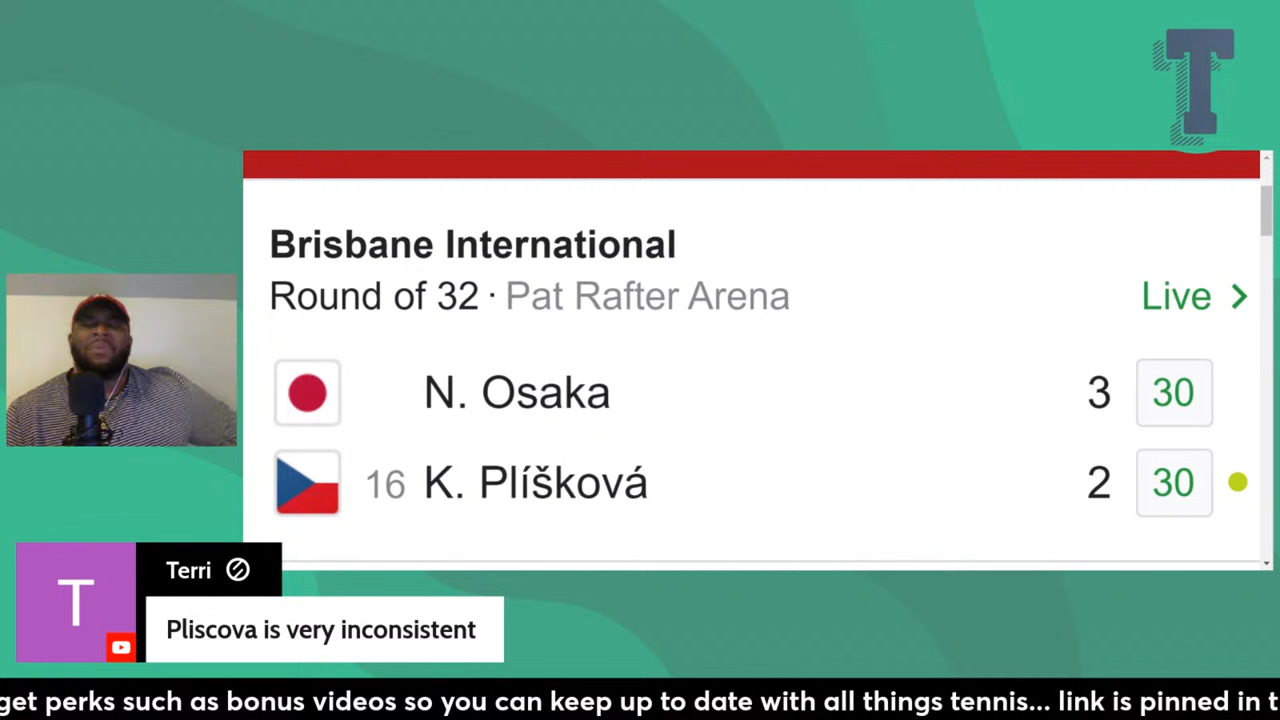 T
Brisbane International
Round of 32 · Pat Rafter Arena
Live
N. Osaka 3 30
16 K. Plíšková 2 30
T
Terri
Pliscova is very inconsistent
get perks such as bonus videos so you can keep up to date with all things tennis... link is pinned in t